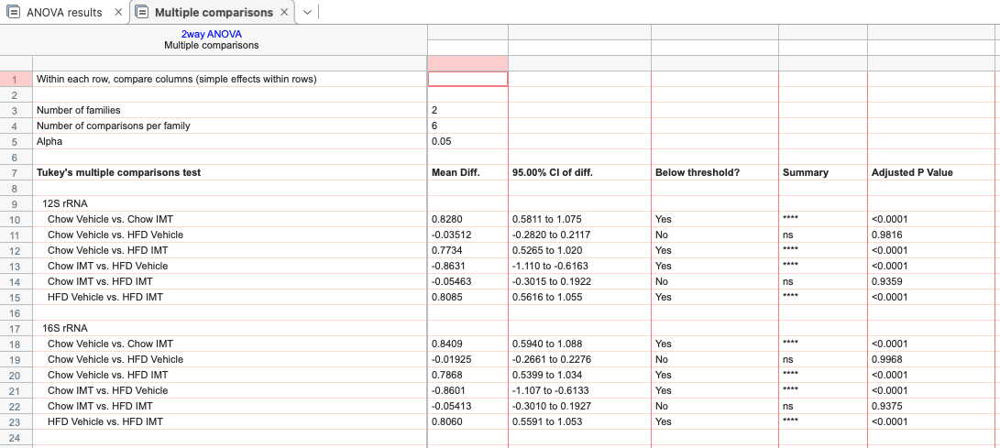 ANOVA results × Multiple comparisons ×
2way ANOVA
Multiple comparisons
1 Within each row, compare columns (simple effects within rows)
2
3 Number of families 2
4 Number of comparisons per family 6
5 Alpha 0.05
6
7 Tukey's multiple comparisons test Mean Diff. 95.00% CI of diff. Below threshold? Summary Adjusted P Value
8
9 12S rRNA
10 Chow Vehicle vs. Chow IMT 0.8280 0.5811 to 1.075 Yes **** <0.0001
11 Chow Vehicle vs. HFD Vehicle -0.03512 -0.2820 to 0.2117 No ns 0.9816
12 Chow Vehicle vs. HFD IMT 0.7734 0.5265 to 1.020 Yes **** <0.0001
13 Chow IMT vs. HFD Vehicle -0.8631 -1.110 to -0.6163 Yes **** <0.0001
14 Chow IMT vs. HFD IMT -0.05463 -0.3015 to 0.1922 No ns 0.9359
15 HFD Vehicle vs. HFD IMT 0.8085 0.5616 to 1.055 Yes **** <0.0001
16
17 16S rRNA
18 Chow Vehicle vs. Chow IMT 0.8409 0.5940 to 1.088 Yes **** <0.0001
19 Chow Vehicle vs. HFD Vehicle -0.01925 -0.2661 to 0.2276 No ns 0.9968
20 Chow Vehicle vs. HFD IMT 0.7868 0.5399 to 1.034 Yes **** <0.0001
21 Chow IMT vs. HFD Vehicle -0.8601 -1.107 to -0.6133 Yes **** <0.0001
22 Chow IMT vs. HFD IMT -0.05413 -0.3010 to 0.1927 No ns 0.9375
23 HFD Vehicle vs. HFD IMT 0.8060 0.5591 to 1.053 Yes **** <0.0001
24